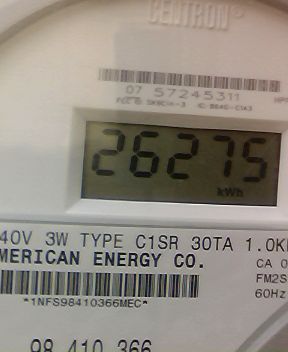 CENTRON®
07 57245311
26275
kWh
40V 3W TYPE C1SR 30TA 1.0K
MERICAN ENERGY CO.
CA 0
FM2S
60Hz
*1NFS98410366MEC*
98 410 366